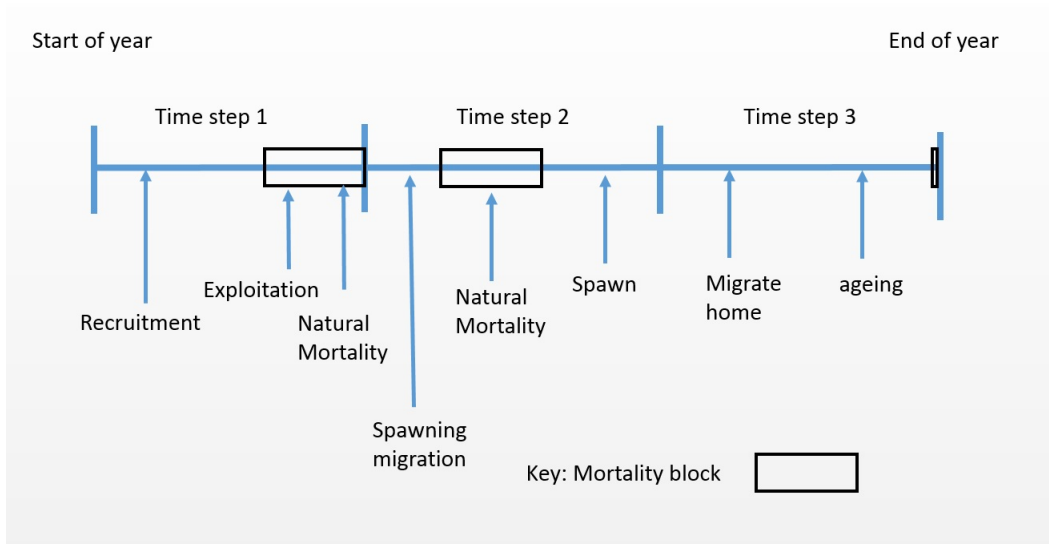 Start of year
End of year
Time step 1
Time step 2
Time step 3
Recruitment
Exploitation
Natural
Mortality
Spawning
migration
Natural
Mortality
Spawn
Migrate
home
ageing
Key: Mortality block